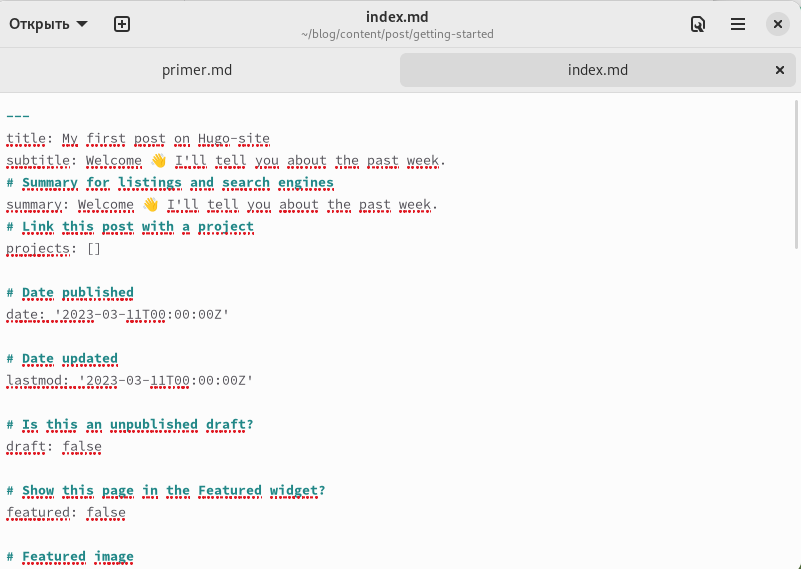 Открыть
index.md
~/blog/content/post/getting-started
primer.md
index.md
---
title: My first post on Hugo-site
subtitle: Welcome 👋 I'll tell you about the past week.
# Summary for listings and search engines
summary: Welcome 👋 I'll tell you about the past week.
# Link this post with a project
projects: []
# Date published
date: '2023-03-11T00:00:00Z'
# Date updated
lastmod: '2023-03-11T00:00:00Z'
# Is this an unpublished draft?
draft: false
# Show this page in the Featured widget?
featured: false
# Featured image